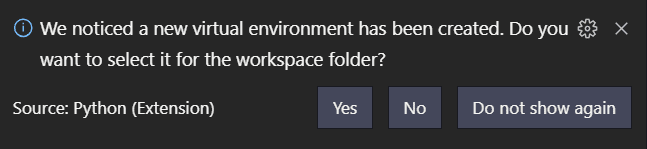 We noticed a new virtual environment has been created. Do you
want to select it for the workspace folder?
Source: Python (Extension)
Yes
No
Do not show again